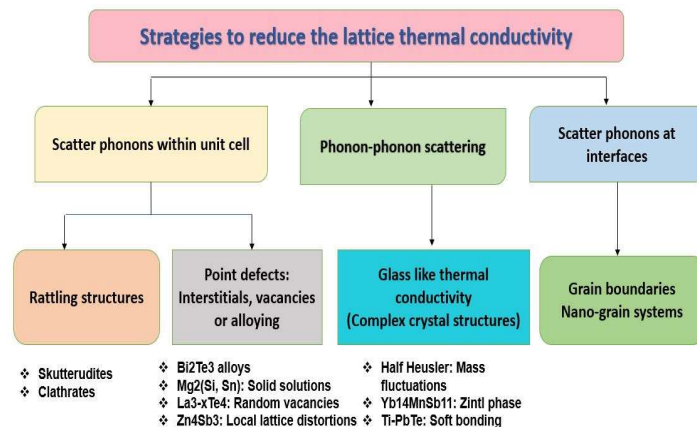 Strategies to reduce the lattice thermal conductivity
Scatter phonons within unit cell
Phonon-phonon scattering
Scatter phonons at
interfaces
Rattling structures
Point defects:
Interstitials, vacancies
or alloying
Glass like thermal
conductivity
(Complex crystal structures)
Grain boundaries
Nano-grain systems
❖ Skutterudites
❖ Clathrates
❖ Bi2Te3 alloys
❖ Mg2(Si, Sn): Solid solutions
❖ La3-xTe4: Random vacancies
❖ Zn4Sb3: Local lattice distortions
❖ Half Heusler: Mass
fluctuations
❖ Yb14MnSb11: Zintl phase
❖ Ti-PbTe: Soft bonding